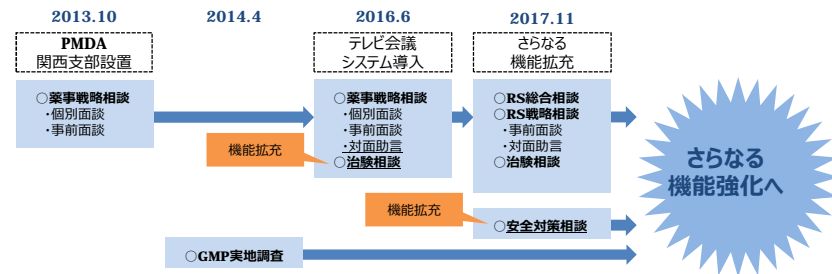 2013.10
2014.4
2016.6
2017.11
PMDA
関西支部設置
テレビ会議
システム導入
さらなる
機能拡充
○薬事戦略相談
・個別面談
・事前面談
○薬事戦略相談
・個別面談
・事前面談
・対面助言
○治験相談
○RS総合相談
○RS戦略相談
・事前面談
・対面助言
○治験相談
機能拡充
さらなる
機能強化へ
機能拡充
○安全対策相談
○GMP実地調査